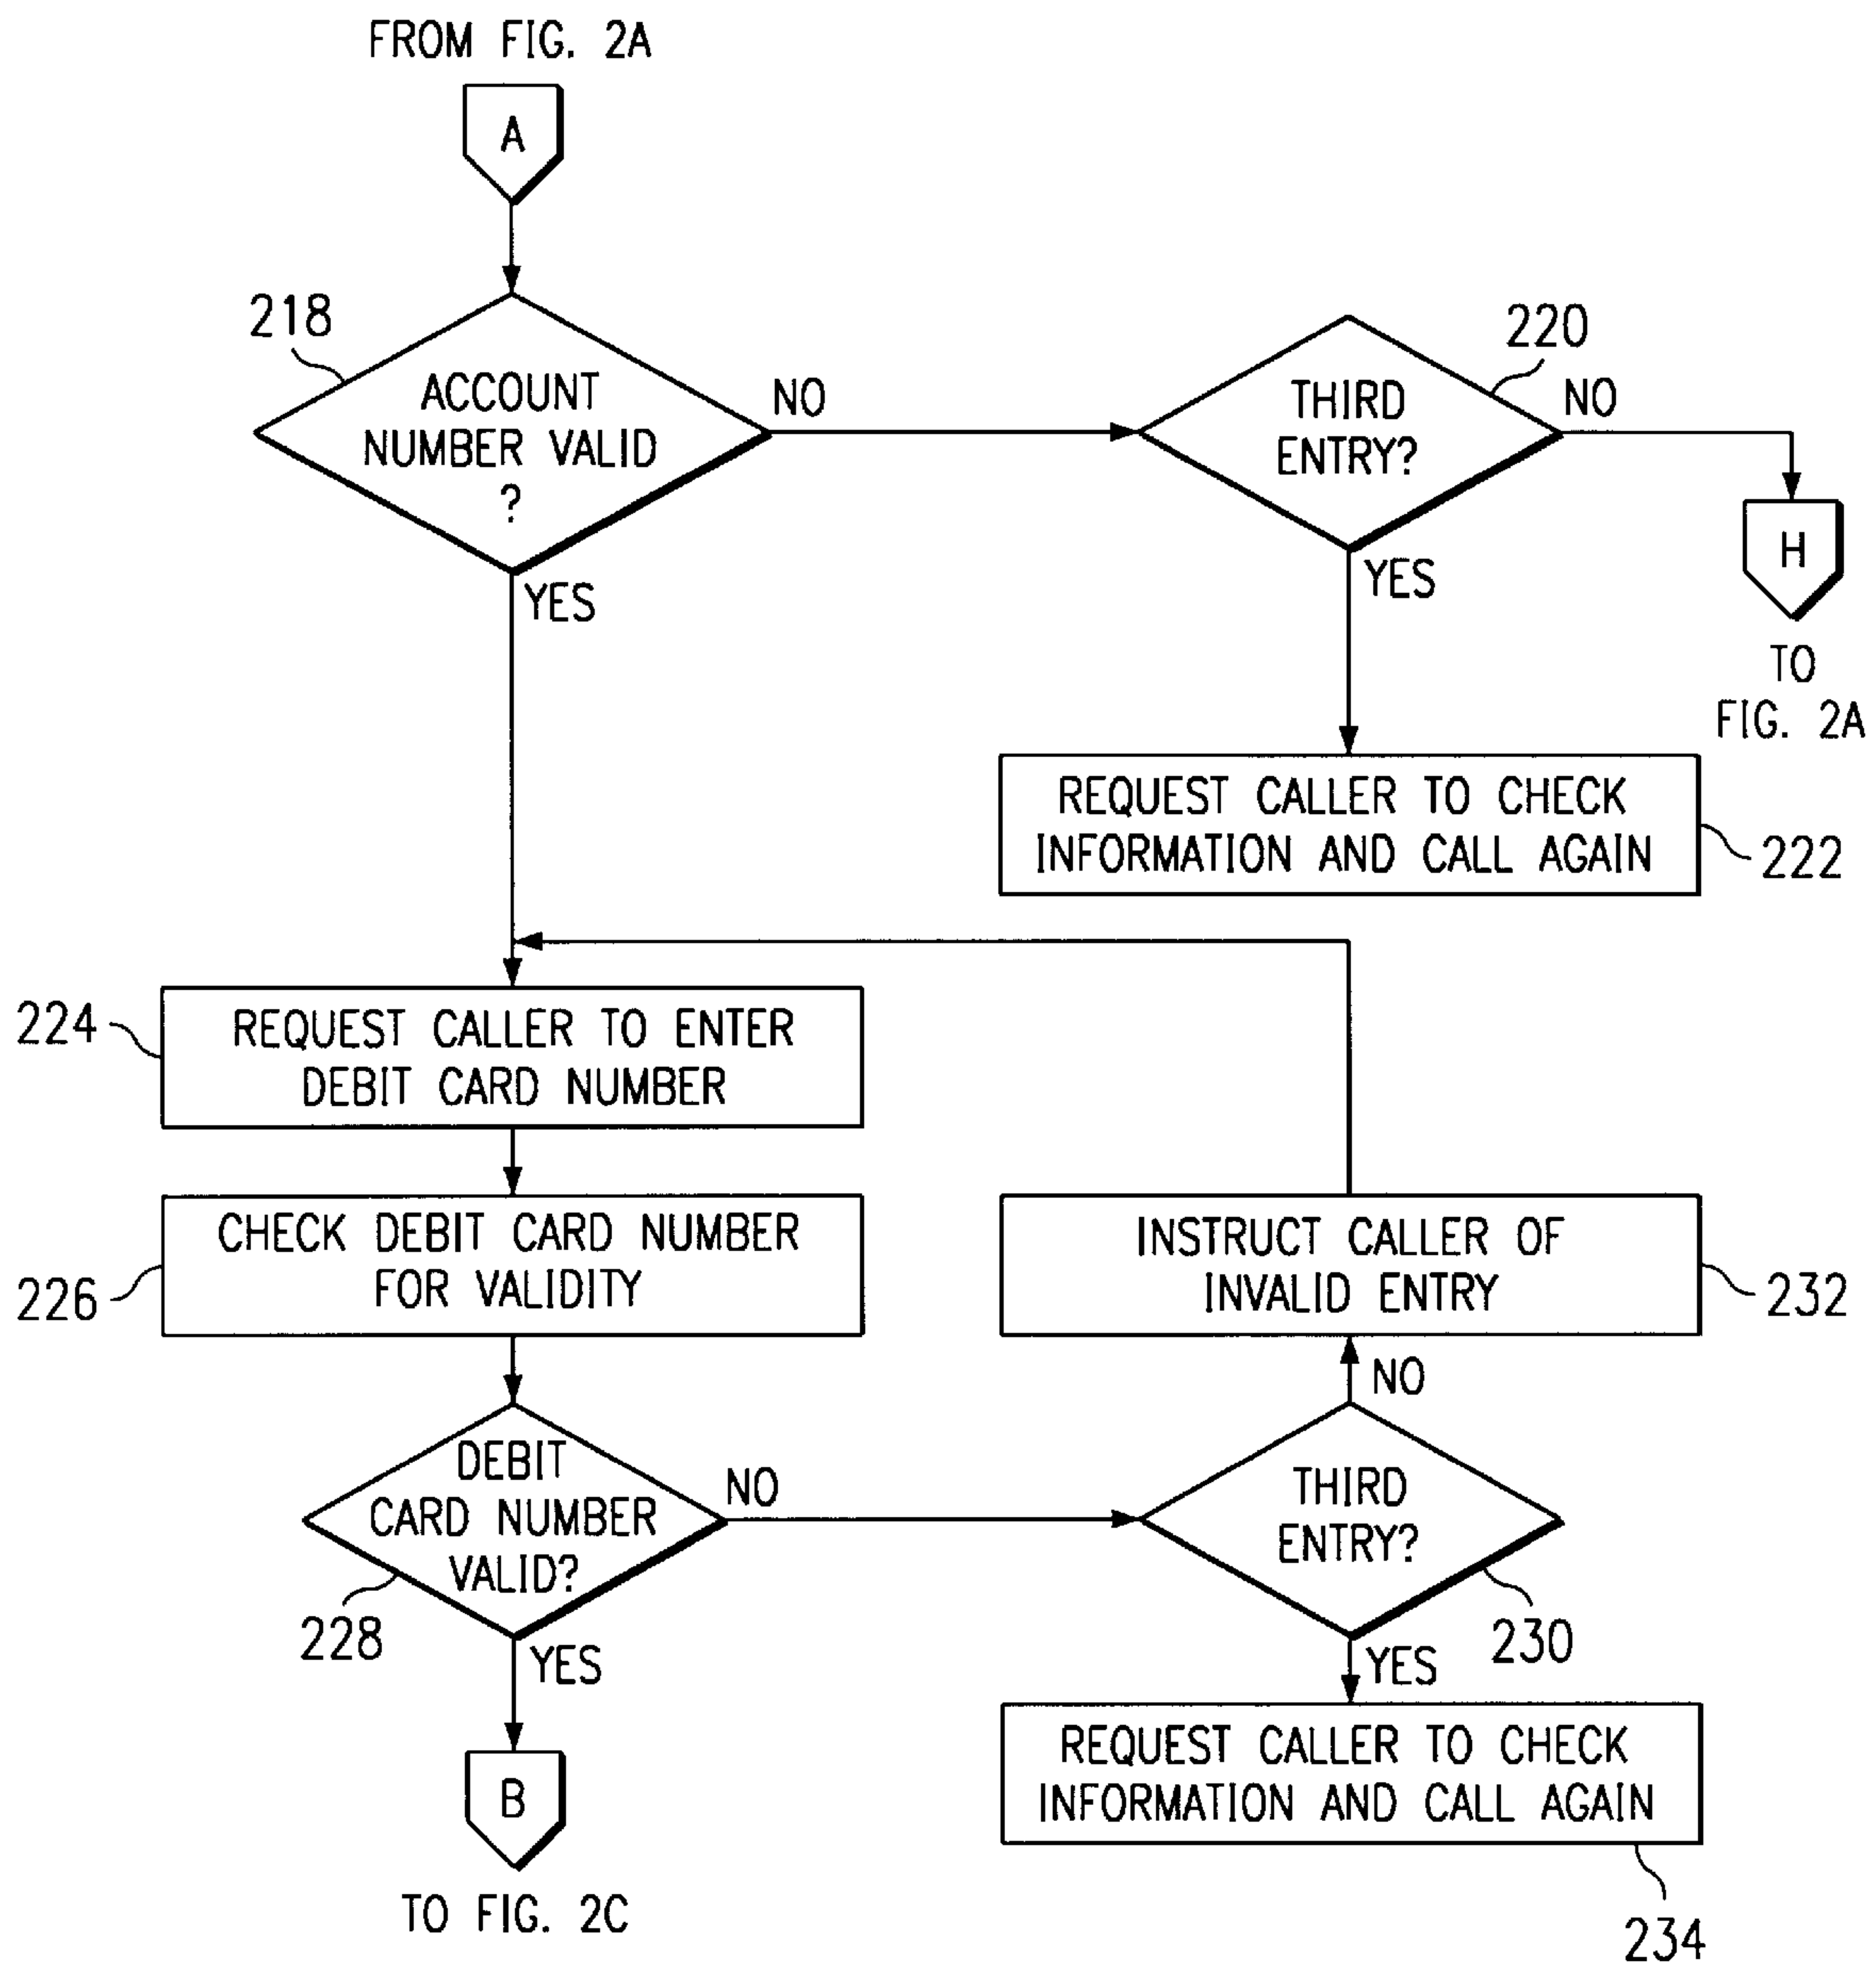 FROM FIG. 2A
A
218
ACCOUNT
NUMBER VALID
?
NO
YES
220
THIRD
ENTRY?
NO
YES
H
TO
FIG. 2A
REQUEST CALLER TO CHECK
INFORMATION AND CALL AGAIN
222
224
REQUEST CALLER TO ENTER
DEBIT CARD NUMBER
226
CHECK DEBIT CARD NUMBER
FOR VALIDITY
INSTRUCT CALLER OF
INVALID ENTRY
232
NO
DEBIT
CARD NUMBER
VALID?
228
NO
YES
THIRD
ENTRY?
230
YES
B
TO FIG. 2C
REQUEST CALLER TO CHECK
INFORMATION AND CALL AGAIN
234